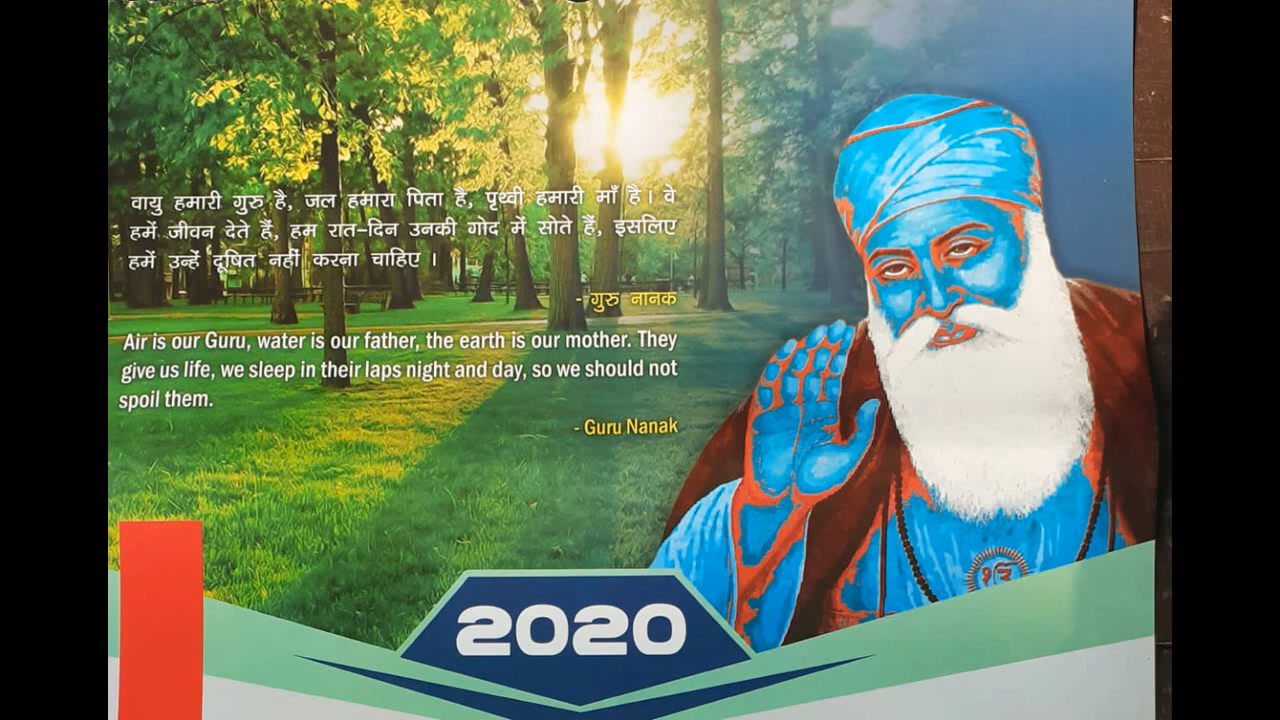 वायु हमारी गुरु है, जल हमारा पिता है, पृथ्वी हमारी माँ है। वे
हमें जीवन देते हैं, हम रात-दिन उनकी गोद में सोते हैं, इसलिए
हमें उन्हें दूषित नहीं करना चाहिए ।
- गुरु नानक
Air is our Guru, water is our father, the earth is our mother. They
give us life, we sleep in their laps night and day, so we should not
spoil them.
- Guru Nanak
ੴ
2020